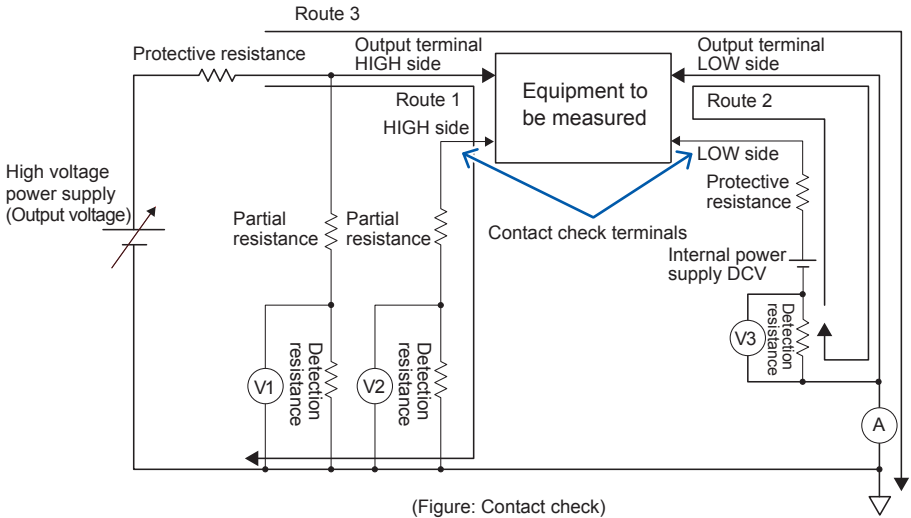 Route 3
Protective resistance
Output terminal
HIGH side
Output terminal
LOW side
Route 1
HIGH side
Equipment to
be measured
Route 2
LOW side
High voltage
power supply
(Output voltage)
Partial
resistance
Partial
resistance
Contact check terminals
Protective
resistance
Internal power
supply DCV
V1
Detection
resistance
V2
Detection
resistance
V3
Detection
resistance
A
(Figure: Contact check)